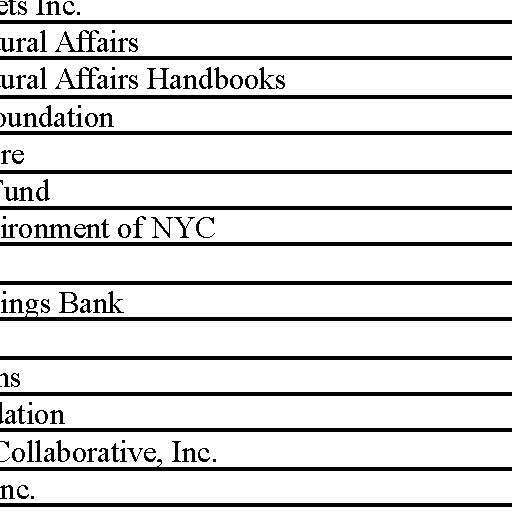 ets Inc.
ural Affairs
ural Affairs Handbooks
oundation
re
Fund
ironment of NYC
ings Bank
ns
dation
Collaborative, Inc.
nc.